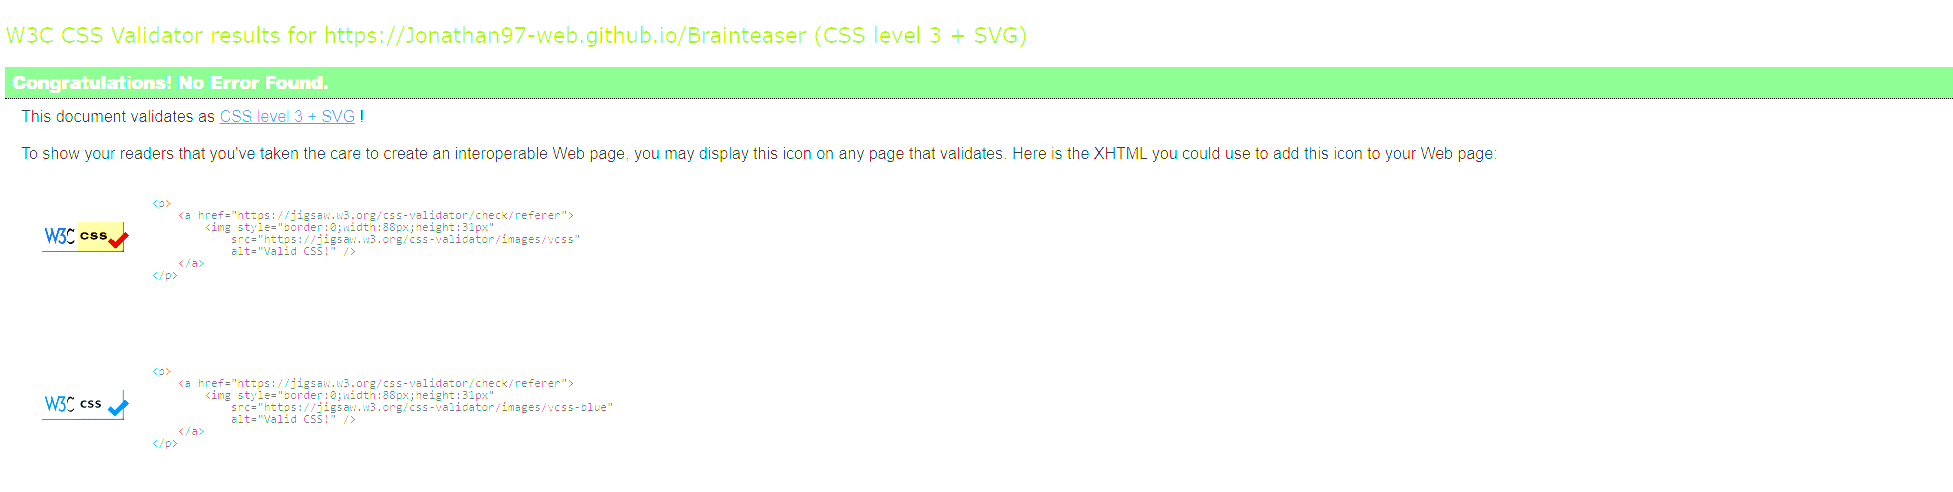 W3C CSS Validator results for https://Jonathan97-web.github.io/Brainteaser (CSS level 3 + SVG)
Congratulations! No Error Found.
This document validates as CSS level 3 + SVG !
To show your readers that you've taken the care to create an interoperable Web page, you may display this icon on any page that validates. Here is the XHTML you could use to add this icon to your Web page:
W3C css
<p>
<a href="https://jigsaw.w3.org/css-validator/check/referer">
<img style="border:0;width:88px;height:31px"
src="https://jigsaw.w3.org/css-validator/images/vcss"
alt="Valid CSS!" />
</a>
</p>
W3C css
<p>
<a href="https://jigsaw.w3.org/css-validator/check/referer">
<img style="border:0;width:88px;height:31px"
src="https://jigsaw.w3.org/css-validator/images/vcss-blue"
alt="Valid CSS!" />
</a>
</p>